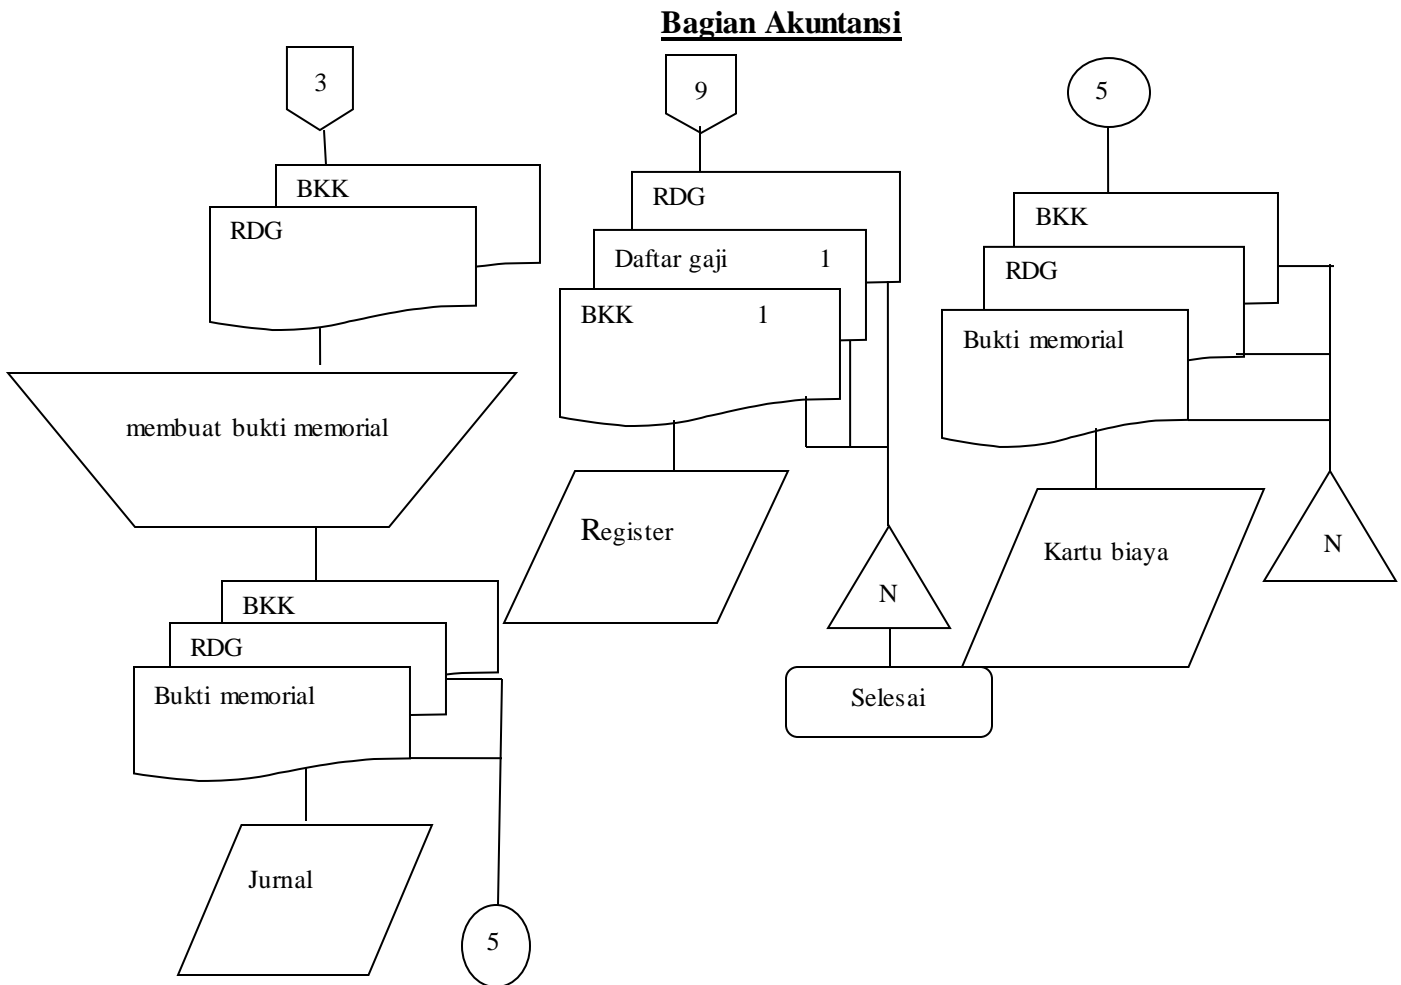 Bagian Akuntansi
3
BKK
RDG
membuat bukti memorial
BKK
RDG
Bukti memorial
Jurnal
5
9
RDG
Daftar gaji 1
BKK 1
Register
N
Selesai
5
BKK
RDG
Bukti memorial
Kartu biaya
N